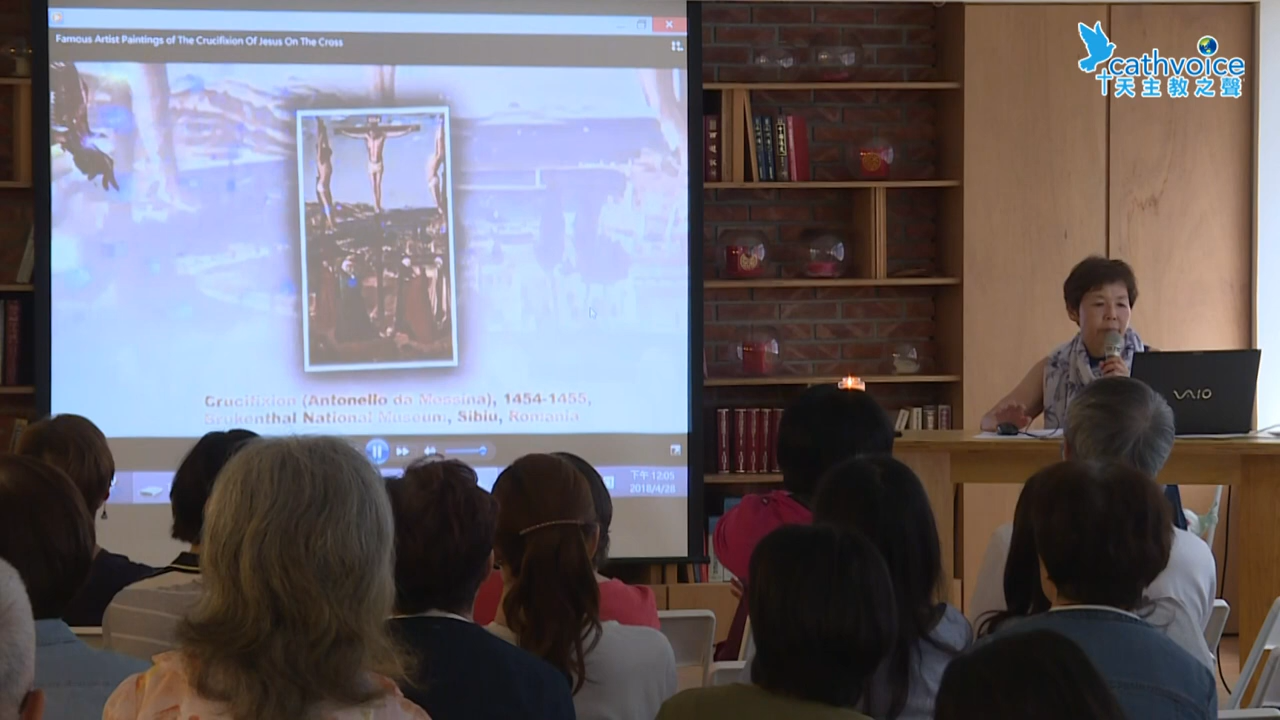 Famous Artist Paintings of The Crucifixion Of Jesus On The Cross
cathvoice
天主教之聲
Crucifixion (Antonello da Messina), 1454-1455,
Brukenthal National Museum, Sibiu, Romania
下午 12:05
2018/4/28
VAIO